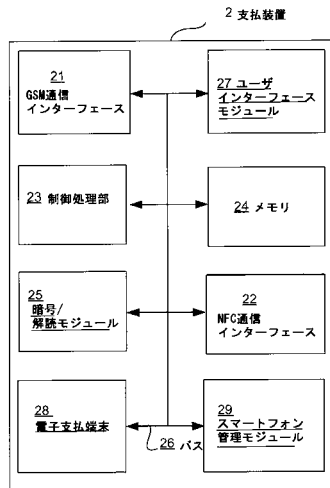 2 支払装置
21
GSM通信
インターフェース
27 ユーザ
インターフェース
モジュール
23 制御処理部
24 メモリ
25
暗号/
解読モジュール
22
NFC通信
インターフェース
28
電子支払端末
26 バス
29
スマートフォン
管理モジュール